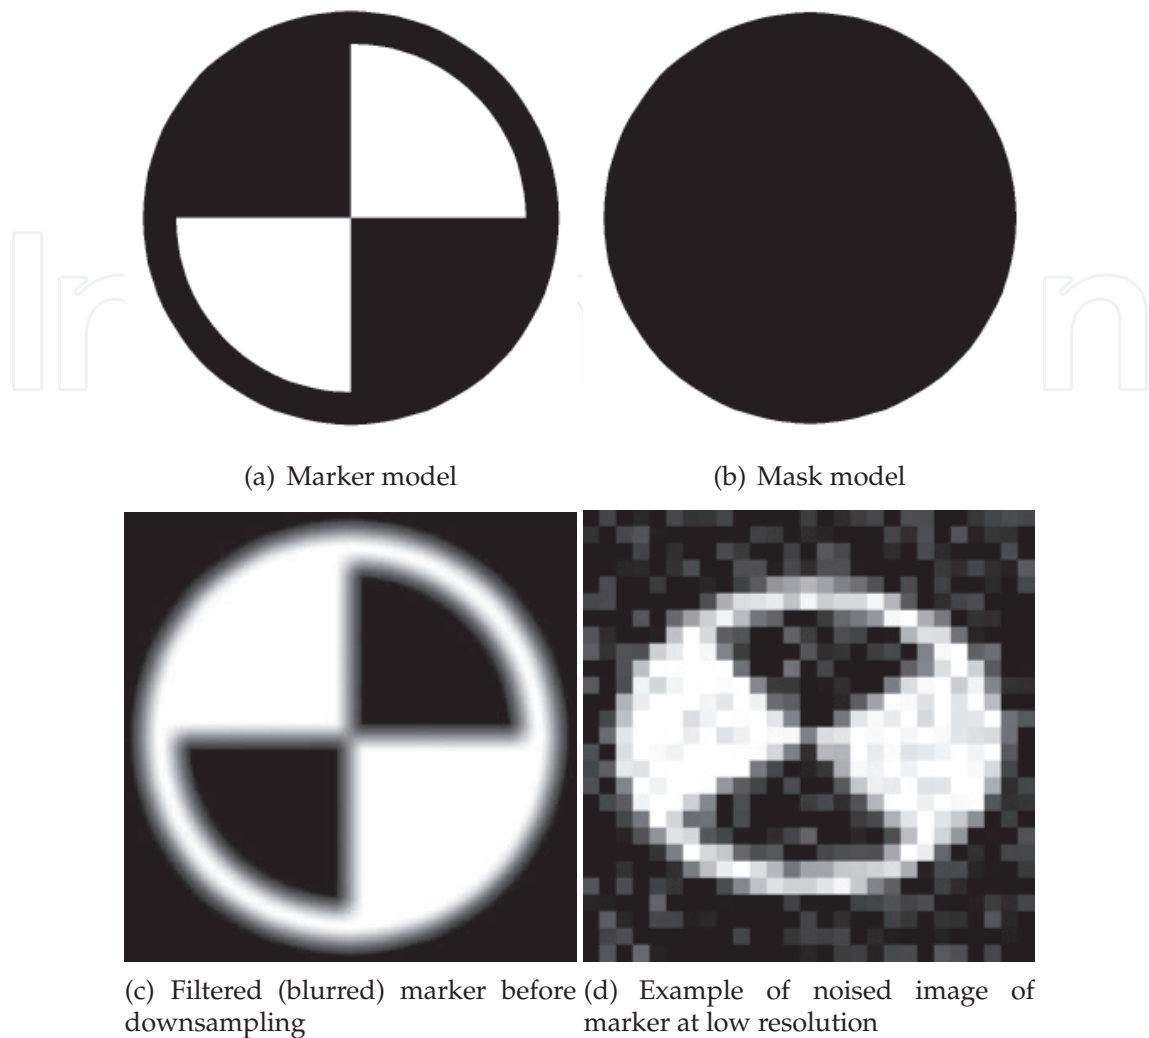 (a) Marker model
(b) Mask model
(c) Filtered (blurred) marker before
downsampling
(d) Example of noised image of
marker at low resolution